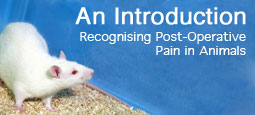 An Introduction
Recognising Post-Operative
Pain in Animals